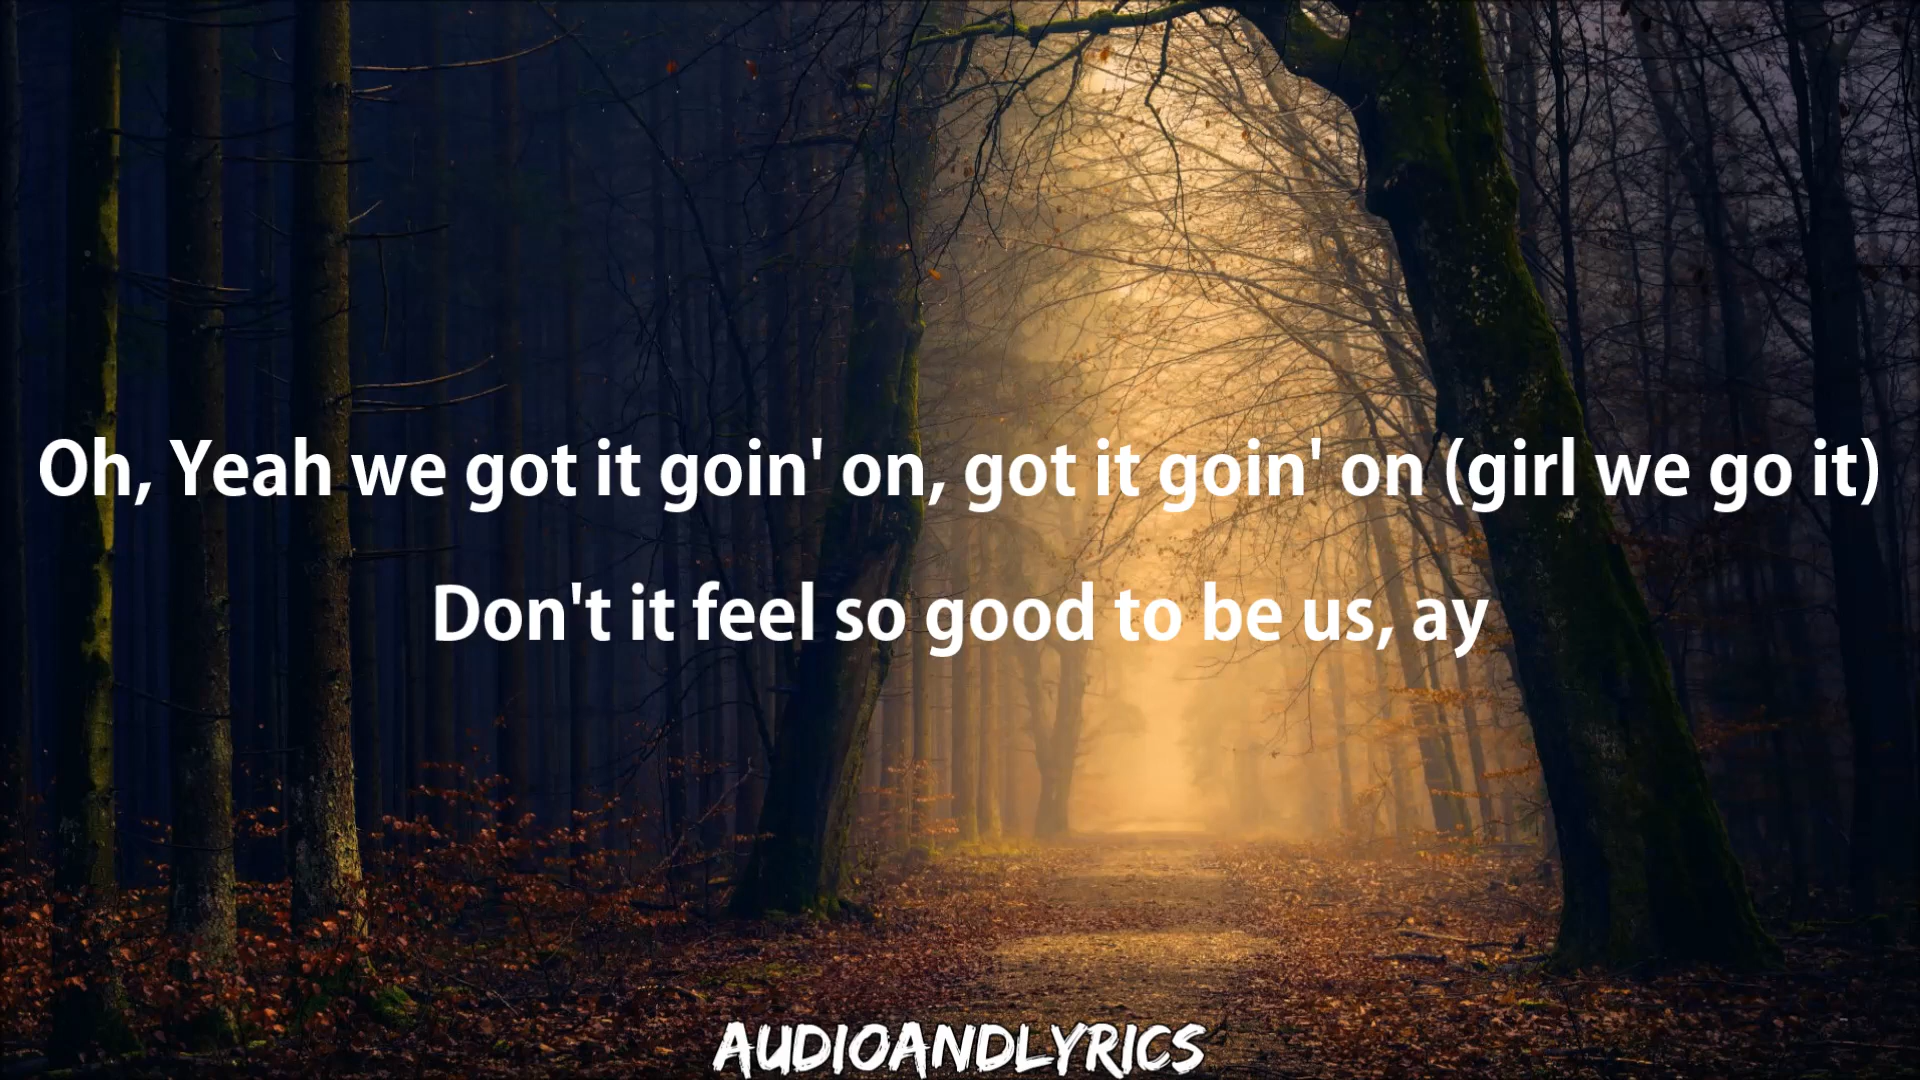 Oh, Yeah we got it goin' on, got it goin' on (girl we go it)
Don't it feel so good to be us, ay
AUDIOANDLYRICS